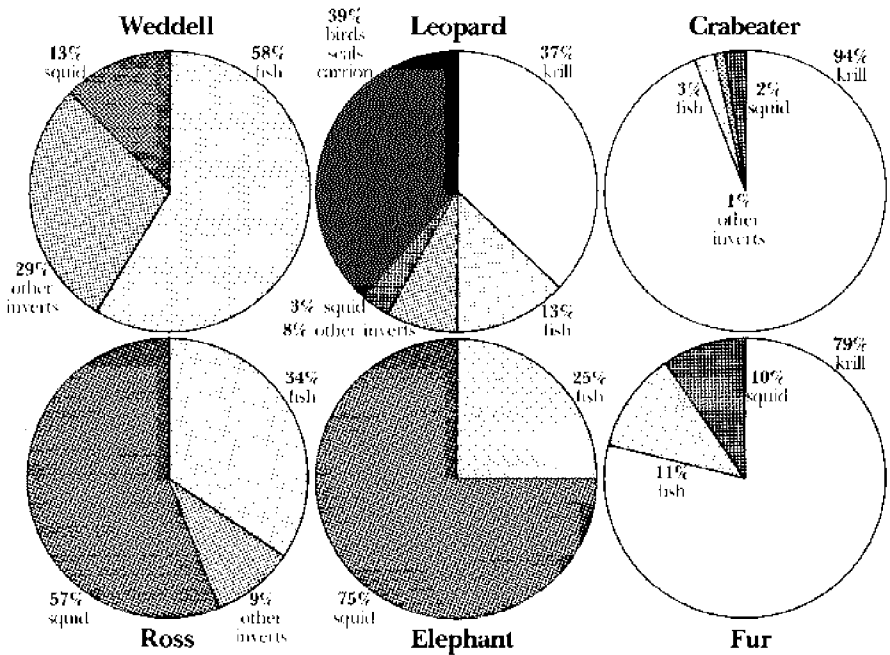 Weddell
13%
squid
58%
fish
29%
other
inverts
Leopard
39%
birds
seals
carrion
37%
krill
3% squid
8% other inverts
13%
fish
Crabeater
94%
krill
3%
fish
2%
squid
1%
other
inverts
34%
fish
57%
squid
9%
other
inverts
Ross
25%
fish
75%
squid
Elephant
79%
krill
10%
squid
11%
fish
Fur